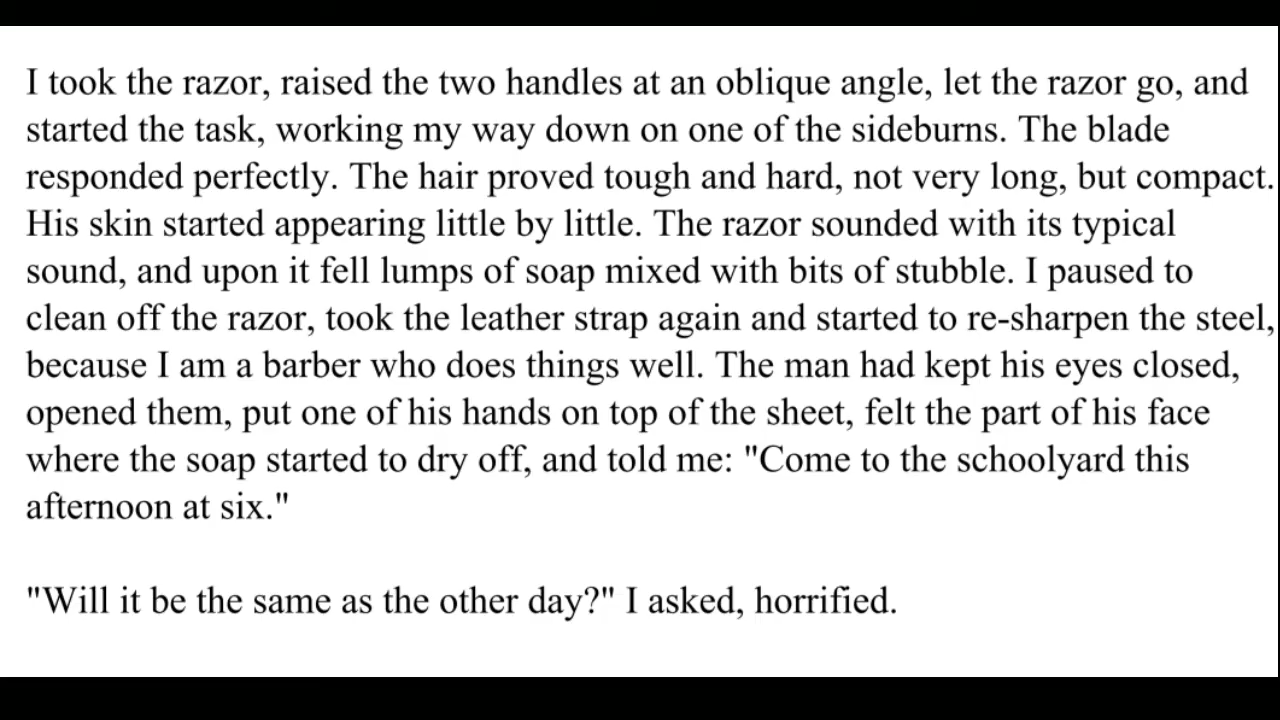 I took the razor, raised the two handles at an oblique angle, let the razor go, and
started the task, working my way down on one of the sideburns. The blade
responded perfectly. The hair proved tough and hard, not very long, but compact.
His skin started appearing little by little. The razor sounded with its typical
sound, and upon it fell lumps of soap mixed with bits of stubble. I paused to
clean off the razor, took the leather strap again and started to re-sharpen the steel,
because I am a barber who does things well. The man had kept his eyes closed,
opened them, put one of his hands on top of the sheet, felt the part of his face
where the soap started to dry off, and told me: "Come to the schoolyard this
afternoon at six."
"Will it be the same as the other day?" I asked, horrified.